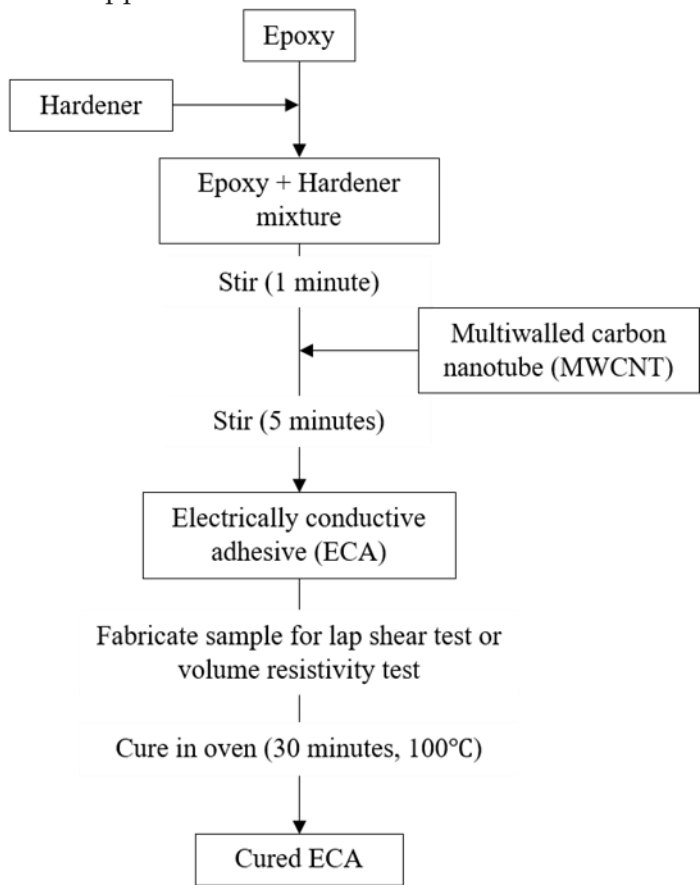 Epoxy
Hardener
Epoxy + Hardener
mixture
Stir (1 minute)
Multiwalled carbon
nanotube (MWCNT)
Stir (5 minutes)
Electrically conductive
adhesive (ECA)
Fabricate sample for lap shear test or
volume resistivity test
Cure in oven (30 minutes, 100℃)
Cured ECA